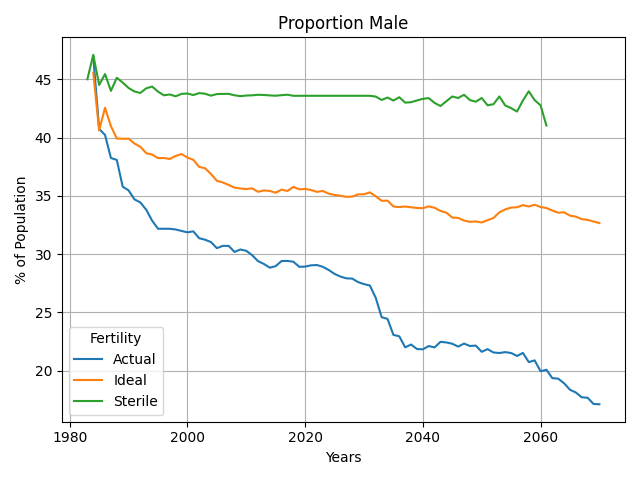 Proportion Male
% of Population
45
40
35
30
25
20
Fertility
Actual
Ideal
Sterile
1980 2000 2020 2040 2060
Years